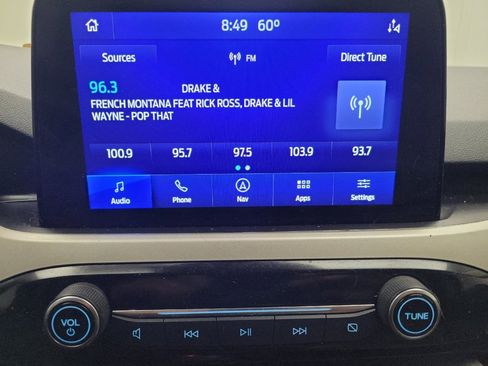 8:49 60°
Sources FM Direct Tune
96.3 DRAKE &
FRENCH MONTANA FEAT RICK ROSS, DRAKE & LIL
WAYNE - POP THAT
100.9 95.7 97.5 103.9 93.7
Audio Phone Nav Apps Settings
VOL TUNE